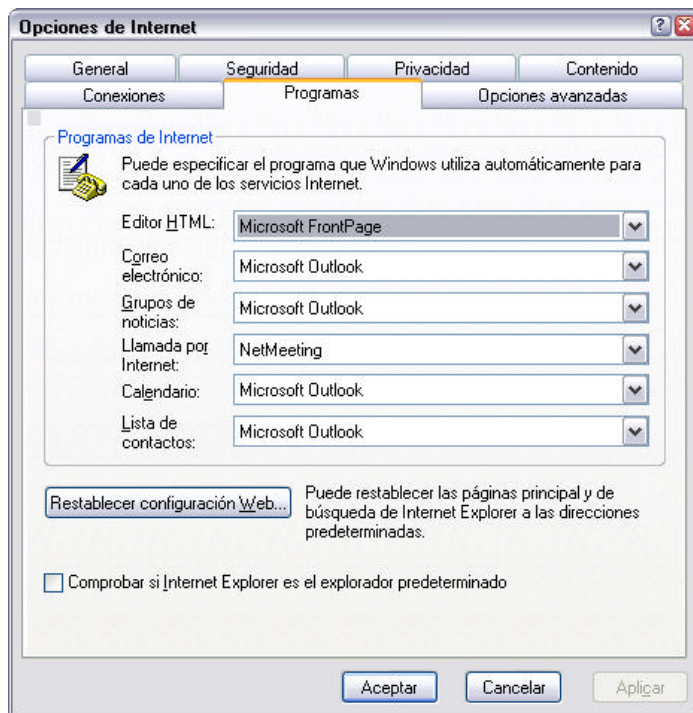 Opciones de Internet
General Seguridad Privacidad Contenido
Conexiones Programas Opciones avanzadas
Programas de Internet
Puede especificar el programa que Windows utiliza automáticamente para
cada uno de los servicios Internet.
Editor HTML: Microsoft FrontPage
Correo
electrónico: Microsoft Outlook
Grupos de
noticias: Microsoft Outlook
Llamada por
Internet: NetMeeting
Calendario: Microsoft Outlook
Lista de
contactos: Microsoft Outlook
Restablecer configuración Web... Puede restablecer las páginas principal y de
búsqueda de Internet Explorer a las direcciones
predeterminadas.
Comprobar si Internet Explorer es el explorador predeterminado
Aceptar Cancelar Aplicar